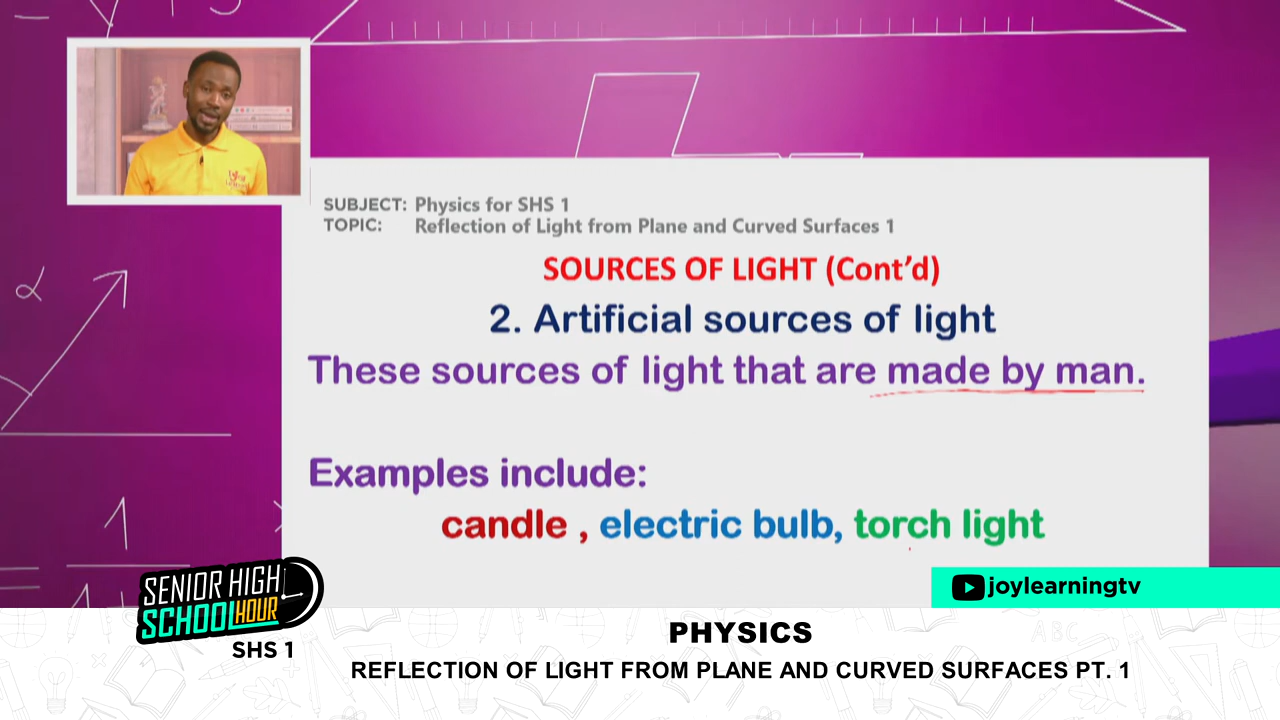 SUBJECT: Physics for SHS 1
TOPIC: Reflection of Light from Plane and Curved Surfaces 1
SOURCES OF LIGHT (Cont’d)
2. Artificial sources of light
These sources of light that are made by man.
Examples include:
candle , electric bulb, torch light
joylearningtv
SENIOR HIGH
SCHOOL HOUR
SHS 1
PHYSICS
REFLECTION OF LIGHT FROM PLANE AND CURVED SURFACES PT. 1
ABC
α